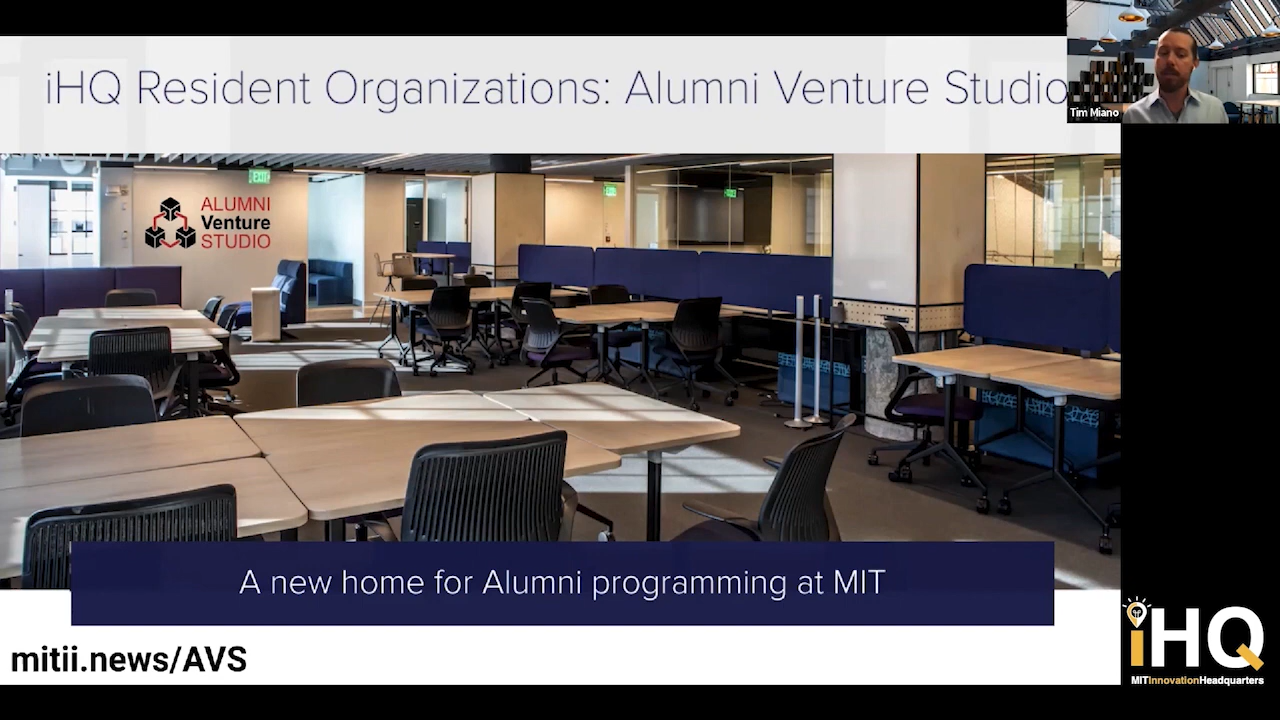 iHQ Resident Organizations: Alumni Venture Studio
Tim Miano
EXIT
ALUMNI
Venture
STUDIO
A new home for Alumni programming at MIT
mitii.news/AVS
iHQ
MITInnovationHeadquarters